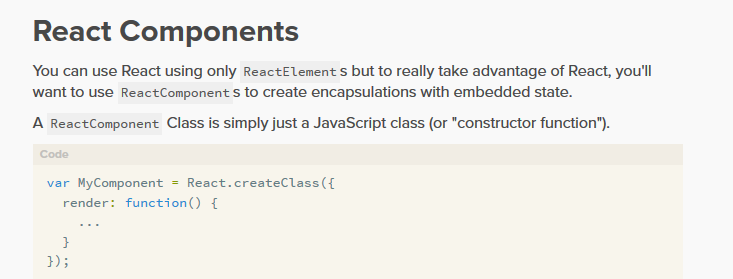 React Components
You can use React using only ReactElement s but to really take advantage of React, you'll
want to use ReactComponent s to create encapsulations with embedded state.
A ReactComponent Class is simply just a JavaScript class (or "constructor function").
Code
var MyComponent = React.createClass({
  render: function() {
    ...
  }
});